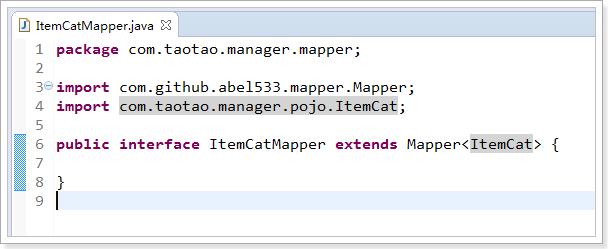 ItemCatMapper.java
1 package com.taotao.manager.mapper;
2
3 import com.github.abel533.mapper.Mapper;
4 import com.taotao.manager.pojo.ItemCat;
5
6 public interface ItemCatMapper extends Mapper<ItemCat> {
7
8 }
9